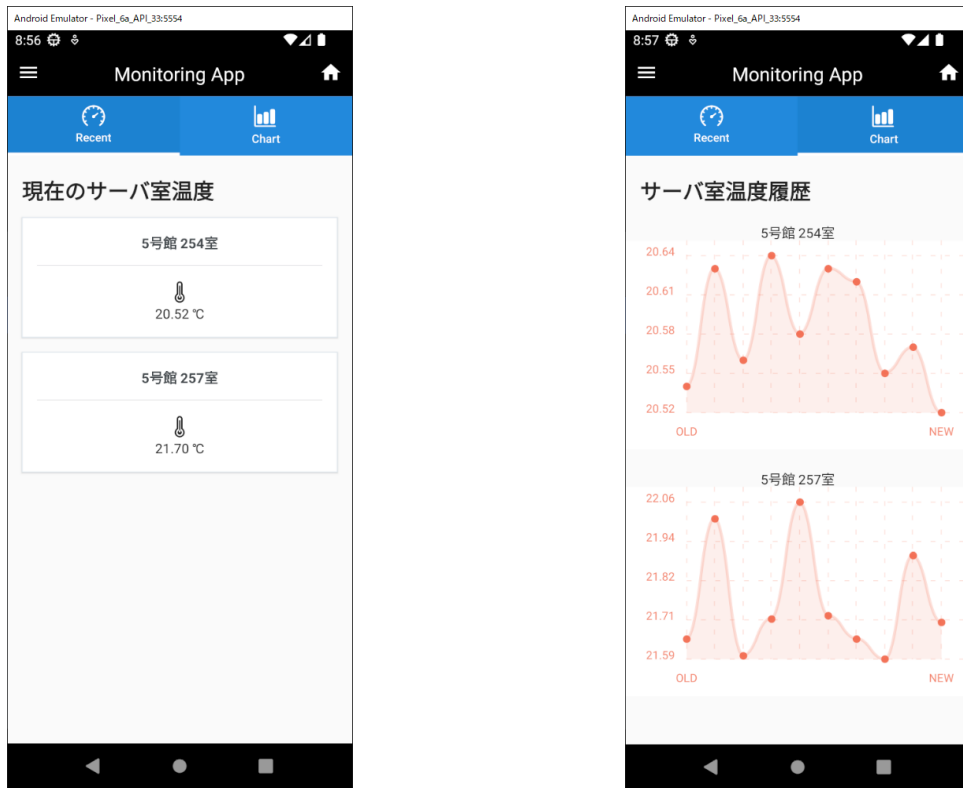 Android Emulator - Pixel_6a_API_33:5554
8:56
Monitoring App
Recent
Chart
現在のサーバ室温度
5号館 254室
20.52 ℃
5号館 257室
21.70 ℃
Android Emulator - Pixel_6a_API_33:5554
8:57
Monitoring App
Recent
Chart
サーバ室温度履歴
5号館 254室
20.64
20.61
20.58
20.55
20.52
OLD
NEW
5号館 257室
22.06
21.94
21.82
21.71
21.59
OLD
NEW